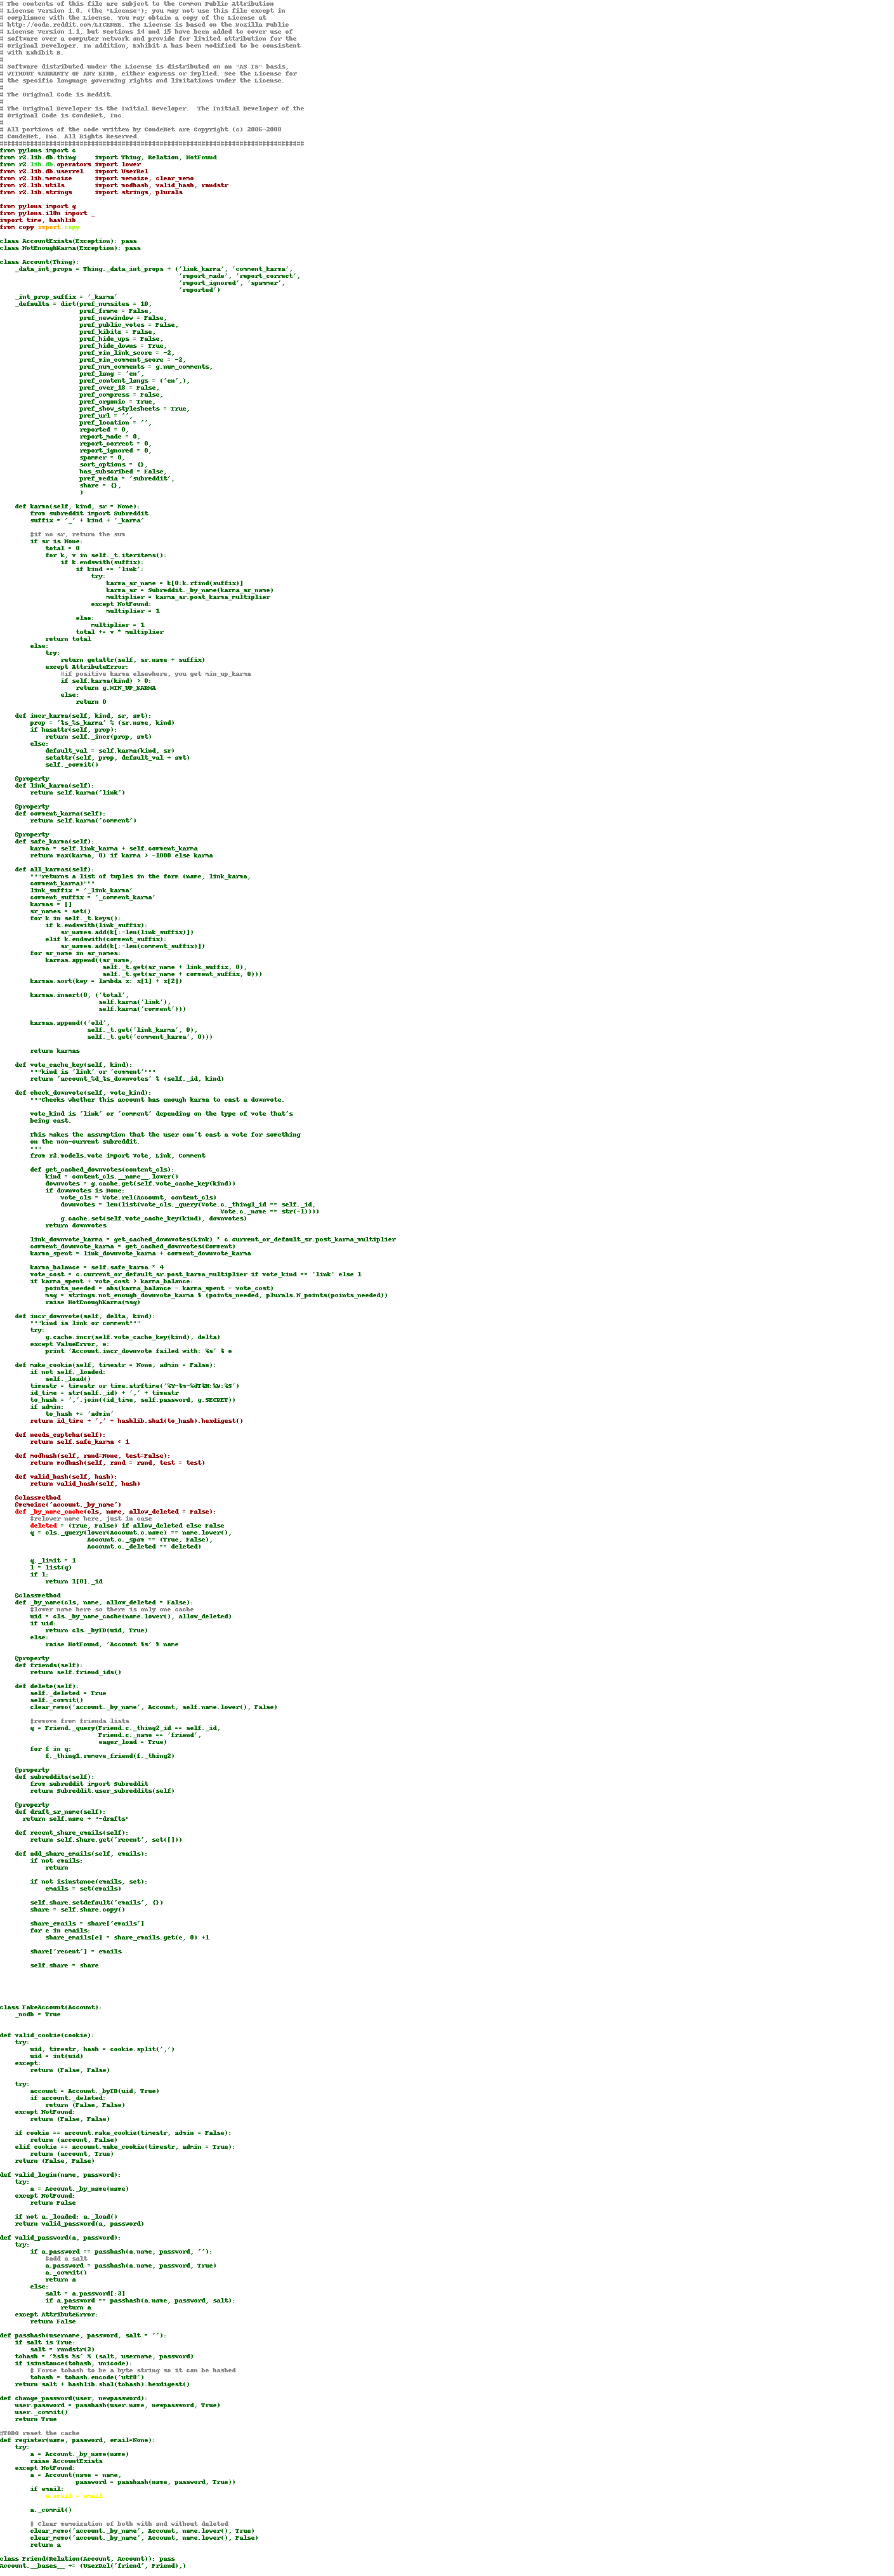 # The contents of this file are subject to the Common Public Attribution
# License Version 1.0. (the "License"); you may not use this file except in
# compliance with the License. You may obtain a copy of the License at
# http://code.reddit.com/LICENSE. The License is based on the Mozilla Public
# License Version 1.1, but Sections 14 and 15 have been added to cover use of
# software over a computer network and provide for limited attribution for the
# Original Developer. In addition, Exhibit A has been modified to be consistent
# with Exhibit B.
#
# Software distributed under the License is distributed on an "AS IS" basis,
# WITHOUT WARRANTY OF ANY KIND, either express or implied. See the License for
# the specific language governing rights and limitations under the License.
#
# The Original Code is Reddit.
#
# The Original Developer is the Initial Developer.  The Initial Developer of the
# Original Code is CondeNet, Inc.
#
# All portions of the code written by CondeNet are Copyright (c) 2006-2008
# CondeNet, Inc. All Rights Reserved.
################################################################################
from pylons import c
from r2.lib.db.thing     import Thing, Relation, NotFound
from r2.lib.db.operators import lower
from r2.lib.db.userrel   import UserRel
from r2.lib.memoize      import memoize, clear_memo
from r2.lib.utils        import modhash, valid_hash, randstr
from r2.lib.strings      import strings, plurals

from pylons import g
from pylons.i18n import _
import time, hashlib
from copy import copy

class AccountExists(Exception): pass
class NotEnoughKarma(Exception): pass

class Account(Thing):
    _data_int_props = Thing._data_int_props + ('link_karma', 'comment_karma',
                                               'report_made', 'report_correct',
                                               'report_ignored', 'spammer',
                                               'reported')
    _int_prop_suffix = '_karma'
    _defaults = dict(pref_numsites = 10,
                     pref_frame = False,
                     pref_newwindow = False,
                     pref_public_votes = False,
                     pref_kibitz = False,
                     pref_hide_ups = False,
                     pref_hide_downs = True,
                     pref_min_link_score = -2,
                     pref_min_comment_score = -2,
                     pref_num_comments = g.num_comments,
                     pref_lang = 'en',
                     pref_content_langs = ('en',),
                     pref_over_18 = False,
                     pref_compress = False,
                     pref_organic = True,
                     pref_show_stylesheets = True,
                     pref_url = '',
                     pref_location = '',
                     reported = 0,
                     report_made = 0,
                     report_correct = 0,
                     report_ignored = 0,
                     spammer = 0,
                     sort_options = {},
                     has_subscribed = False,
                     pref_media = 'subreddit',
                     share = {},
                     )

    def karma(self, kind, sr = None):
        from subreddit import Subreddit
        suffix = '_' + kind + '_karma'

        #if no sr, return the sum
        if sr is None:
            total = 0
            for k, v in self._t.iteritems():
                if k.endswith(suffix):
                    if kind == 'link':
                        try:
                            karma_sr_name = k[0:k.rfind(suffix)]
                            karma_sr = Subreddit._by_name(karma_sr_name)
                            multiplier = karma_sr.post_karma_multiplier
                        except NotFound:
                            multiplier = 1
                    else:
                        multiplier = 1
                    total += v * multiplier
            return total
        else:
            try:
                return getattr(self, sr.name + suffix)
            except AttributeError:
                #if positive karma elsewhere, you get min_up_karma
                if self.karma(kind) > 0:
                    return g.MIN_UP_KARMA
                else:
                    return 0

    def incr_karma(self, kind, sr, amt):
        prop = '%s_%s_karma' % (sr.name, kind)
        if hasattr(self, prop):
            return self._incr(prop, amt)
        else:
            default_val = self.karma(kind, sr)
            setattr(self, prop, default_val + amt)
            self._commit()

    @property
    def link_karma(self):
        return self.karma('link')

    @property
    def comment_karma(self):
        return self.karma('comment')

    @property
    def safe_karma(self):
        karma = self.link_karma + self.comment_karma
        return max(karma, 0) if karma > -1000 else karma

    def all_karmas(self):
        """returns a list of tuples in the form (name, link_karma,
        comment_karma)"""
        link_suffix = '_link_karma'
        comment_suffix = '_comment_karma'
        karmas = []
        sr_names = set()
        for k in self._t.keys():
            if k.endswith(link_suffix):
                sr_names.add(k[:-len(link_suffix)])
            elif k.endswith(comment_suffix):
                sr_names.add(k[:-len(comment_suffix)])
        for sr_name in sr_names:
            karmas.append((sr_name,
                           self._t.get(sr_name + link_suffix, 0),
                           self._t.get(sr_name + comment_suffix, 0)))
        karmas.sort(key = lambda x: x[1] + x[2])

        karmas.insert(0, ('total',
                          self.karma('link'),
                          self.karma('comment')))

        karmas.append(('old',
                       self._t.get('link_karma', 0),
                       self._t.get('comment_karma', 0)))

        return karmas

    def vote_cache_key(self, kind):
        """kind is 'link' or 'comment'"""
        return 'account_%d_%s_downvotes' % (self._id, kind)

    def check_downvote(self, vote_kind):
        """Checks whether this account has enough karma to cast a downvote.

        vote_kind is 'link' or 'comment' depending on the type of vote that's
        being cast.

        This makes the assumption that the user can't cast a vote for something
        on the non-current subreddit.
        """
        from r2.models.vote import Vote, Link, Comment

        def get_cached_downvotes(content_cls):
            kind = content_cls.__name__.lower()
            downvotes = g.cache.get(self.vote_cache_key(kind))
            if downvotes is None:
                vote_cls = Vote.rel(Account, content_cls)
                downvotes = len(list(vote_cls._query(Vote.c._thing1_id == self._id,
                                                          Vote.c._name == str(-1))))
                g.cache.set(self.vote_cache_key(kind), downvotes)
            return downvotes

        link_downvote_karma = get_cached_downvotes(Link) * c.current_or_default_sr.post_karma_multiplier
        comment_downvote_karma = get_cached_downvotes(Comment)
        karma_spent = link_downvote_karma + comment_downvote_karma

        karma_balance = self.safe_karma * 4
        vote_cost = c.current_or_default_sr.post_karma_multiplier if vote_kind == 'link' else 1
        if karma_spent + vote_cost > karma_balance:
            points_needed = abs(karma_balance - karma_spent - vote_cost)
            msg = strings.not_enough_downvote_karma % (points_needed, plurals.N_points(points_needed))
            raise NotEnoughKarma(msg)

    def incr_downvote(self, delta, kind):
        """kind is link or comment"""
        try:
            g.cache.incr(self.vote_cache_key(kind), delta)
        except ValueError, e:
            print 'Account.incr_downvote failed with: %s' % e

    def make_cookie(self, timestr = None, admin = False):
        if not self._loaded:
            self._load()
        timestr = timestr or time.strftime('%Y-%m-%dT%H:%M:%S')
        id_time = str(self._id) + ',' + timestr
        to_hash = ','.join((id_time, self.password, g.SECRET))
        if admin:
            to_hash += 'admin'
        return id_time + ',' + hashlib.sha1(to_hash).hexdigest()

    def needs_captcha(self):
        return self.safe_karma < 1

    def modhash(self, rand=None, test=False):
        return modhash(self, rand = rand, test = test)

    def valid_hash(self, hash):
        return valid_hash(self, hash)

    @classmethod
    @memoize('account._by_name')
    def _by_name_cache(cls, name, allow_deleted = False):
        #relower name here, just in case
        deleted = (True, False) if allow_deleted else False
        q = cls._query(lower(Account.c.name) == name.lower(),
                       Account.c._spam == (True, False),
                       Account.c._deleted == deleted)

        q._limit = 1
        l = list(q)
        if l:
            return l[0]._id

    @classmethod
    def _by_name(cls, name, allow_deleted = False):
        #lower name here so there is only one cache
        uid = cls._by_name_cache(name.lower(), allow_deleted)
        if uid:
            return cls._byID(uid, True)
        else:
            raise NotFound, 'Account %s' % name

    @property
    def friends(self):
        return self.friend_ids()

    def delete(self):
        self._deleted = True
        self._commit()
        clear_memo('account._by_name', Account, self.name.lower(), False)

        #remove from friends lists
        q = Friend._query(Friend.c._thing2_id == self._id,
                          Friend.c._name == 'friend',
                          eager_load = True)
        for f in q:
            f._thing1.remove_friend(f._thing2)

    @property
    def subreddits(self):
        from subreddit import Subreddit
        return Subreddit.user_subreddits(self)

    @property
    def draft_sr_name(self):
      return self.name + "-drafts"

    def recent_share_emails(self):
        return self.share.get('recent', set([]))

    def add_share_emails(self, emails):
        if not emails:
            return

        if not isinstance(emails, set):
            emails = set(emails)

        self.share.setdefault('emails', {})
        share = self.share.copy()

        share_emails = share['emails']
        for e in emails:
            share_emails[e] = share_emails.get(e, 0) +1

        share['recent'] = emails

        self.share = share

class FakeAccount(Account):
    _nodb = True

def valid_cookie(cookie):
    try:
        uid, timestr, hash = cookie.split(',')
        uid = int(uid)
    except:
        return (False, False)

    try:
        account = Account._byID(uid, True)
        if account._deleted:
            return (False, False)
    except NotFound:
        return (False, False)

    if cookie == account.make_cookie(timestr, admin = False):
        return (account, False)
    elif cookie == account.make_cookie(timestr, admin = True):
        return (account, True)
    return (False, False)

def valid_login(name, password):
    try:
        a = Account._by_name(name)
    except NotFound:
        return False

    if not a._loaded: a._load()
    return valid_password(a, password)

def valid_password(a, password):
    try:
        if a.password == passhash(a.name, password, ''):
            #add a salt
            a.password = passhash(a.name, password, True)
            a._commit()
            return a
        else:
            salt = a.password[:3]
            if a.password == passhash(a.name, password, salt):
                return a
    except AttributeError:
        return False

def passhash(username, password, salt = ''):
    if salt is True:
        salt = randstr(3)
    tohash = '%s%s %s' % (salt, username, password)
    if isinstance(tohash, unicode):
        # Force tohash to be a byte string so it can be hashed
        tohash = tohash.encode('utf8')
    return salt + hashlib.sha1(tohash).hexdigest()

def change_password(user, newpassword):
    user.password = passhash(user.name, newpassword, True)
    user._commit()
    return True

#TODO reset the cache
def register(name, password, email=None):
    try:
        a = Account._by_name(name)
        raise AccountExists
    except NotFound:
        a = Account(name = name,
                    password = passhash(name, password, True))
        if email:
            a.email = email

        a._commit()

        # Clear memoization of both with and without deleted
        clear_memo('account._by_name', Account, name.lower(), True)
        clear_memo('account._by_name', Account, name.lower(), False)
        return a

class Friend(Relation(Account, Account)): pass
Account.__bases__ += (UserRel('friend', Friend),)